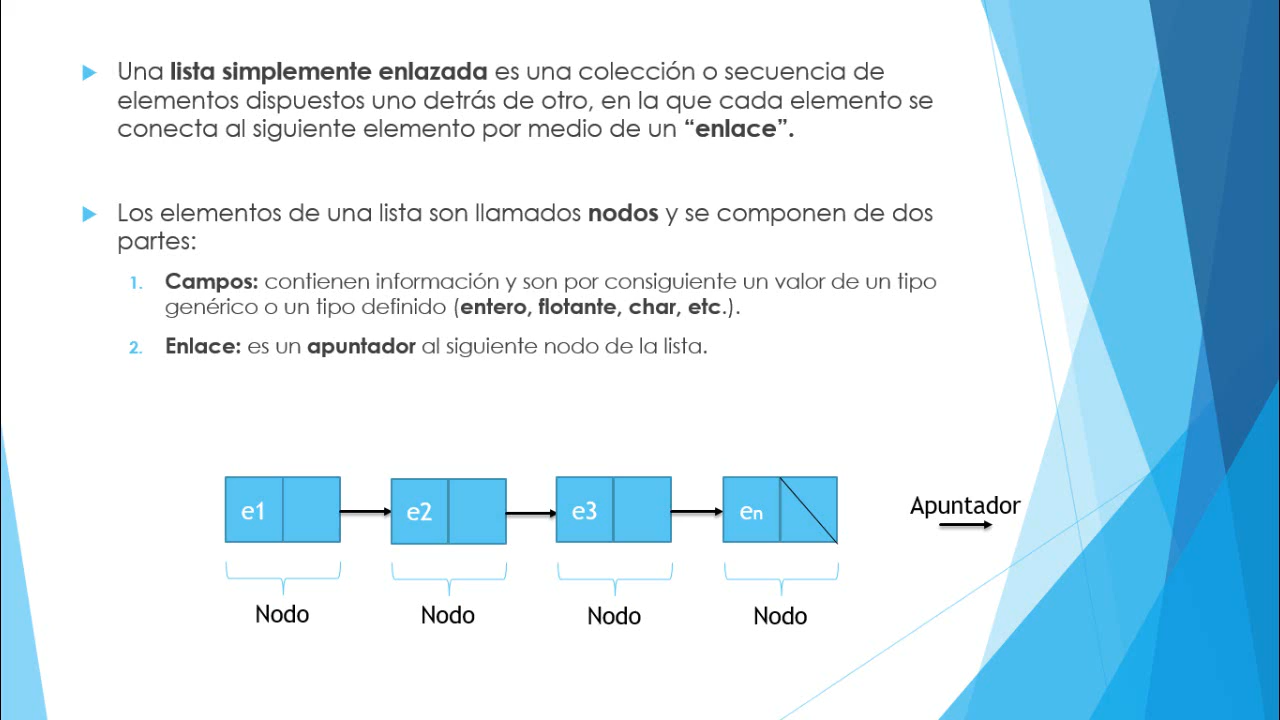 Una lista simplemente enlazada es una colección o secuencia de
elementos dispuestos uno detrás de otro, en la que cada elemento se
conecta al siguiente elemento por medio de un “enlace”.
Los elementos de una lista son llamados nodos y se componen de dos
partes:
1. Campos: contienen información y son por consiguiente un valor de un tipo
genérico o un tipo definido (entero, flotante, char, etc.).
2. Enlace: es un apuntador al siguiente nodo de la lista.
e1 e2 e3 en
Apuntador
Nodo Nodo Nodo Nodo